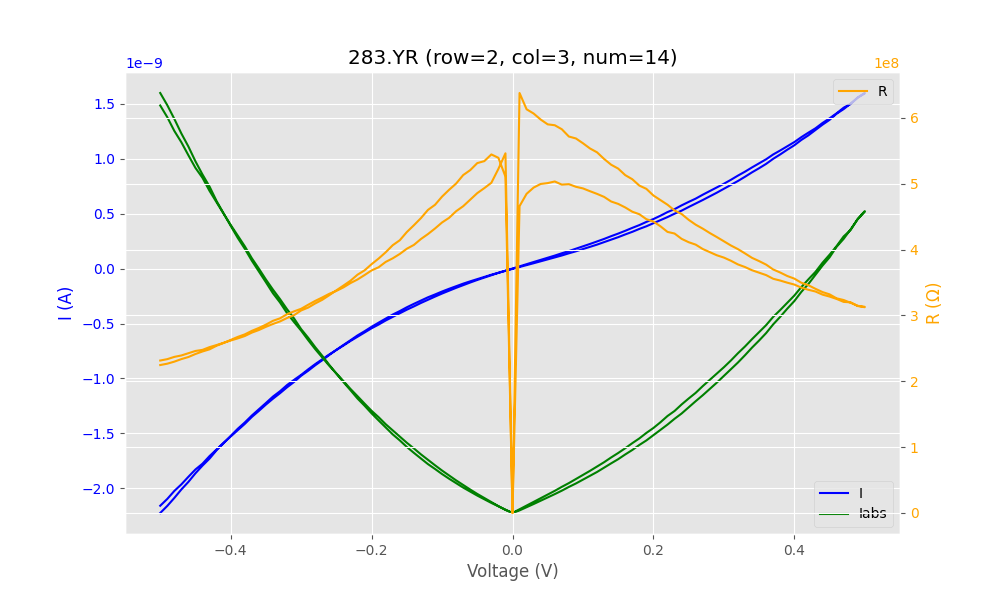 283.YR (row=2, col=3, num=14)
1e−9
1e8
R
1.5
1.0
0.5
0.0
−0.5
−1.0
−1.5
−2.0
I (A)
6
5
4
3
2
1
0
R (Ω)
I
Iabs
−0.4
−0.2
0.0
0.2
0.4
Voltage (V)